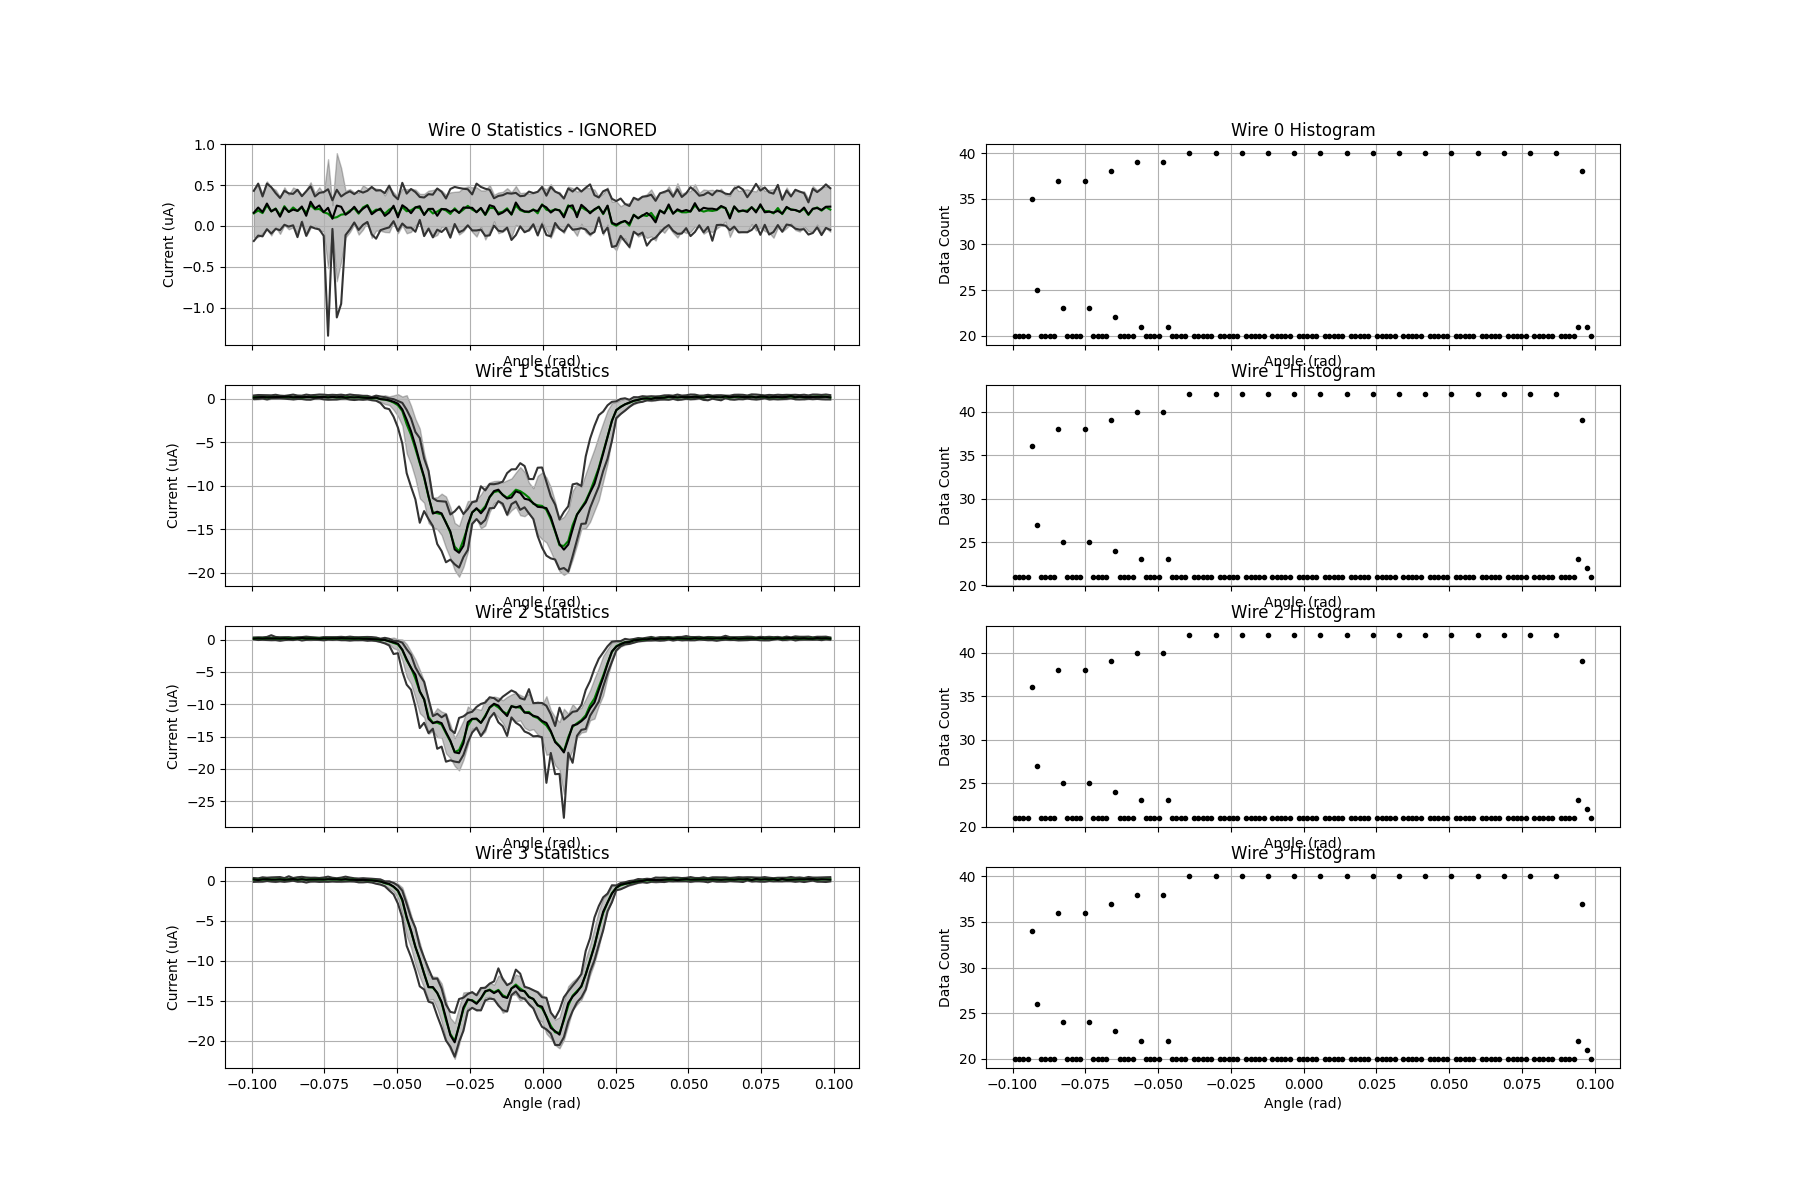 Wire 0 Statistics - IGNORED
Current (uA)
1.0
0.5
0.0
−0.5
−1.0
Angle (rad)
Wire 0 Histogram
Data Count
40
35
30
25
20
Angle (rad)
Wire 1 Statistics
Current (uA)
0
−5
−10
−15
−20
Angle (rad)
Wire 1 Histogram
Data Count
40
35
30
25
20
Angle (rad)
Wire 2 Statistics
Current (uA)
0
−5
−10
−15
−20
−25
Angle (rad)
Wire 2 Histogram
Data Count
40
35
30
25
20
Angle (rad)
Wire 3 Statistics
Current (uA)
0
−5
−10
−15
−20
−0.100 −0.075 −0.050 −0.025 0.000 0.025 0.050 0.075 0.100
Angle (rad)
Wire 3 Histogram
Data Count
40
35
30
25
20
−0.100 −0.075 −0.050 −0.025 0.000 0.025 0.050 0.075 0.100
Angle (rad)